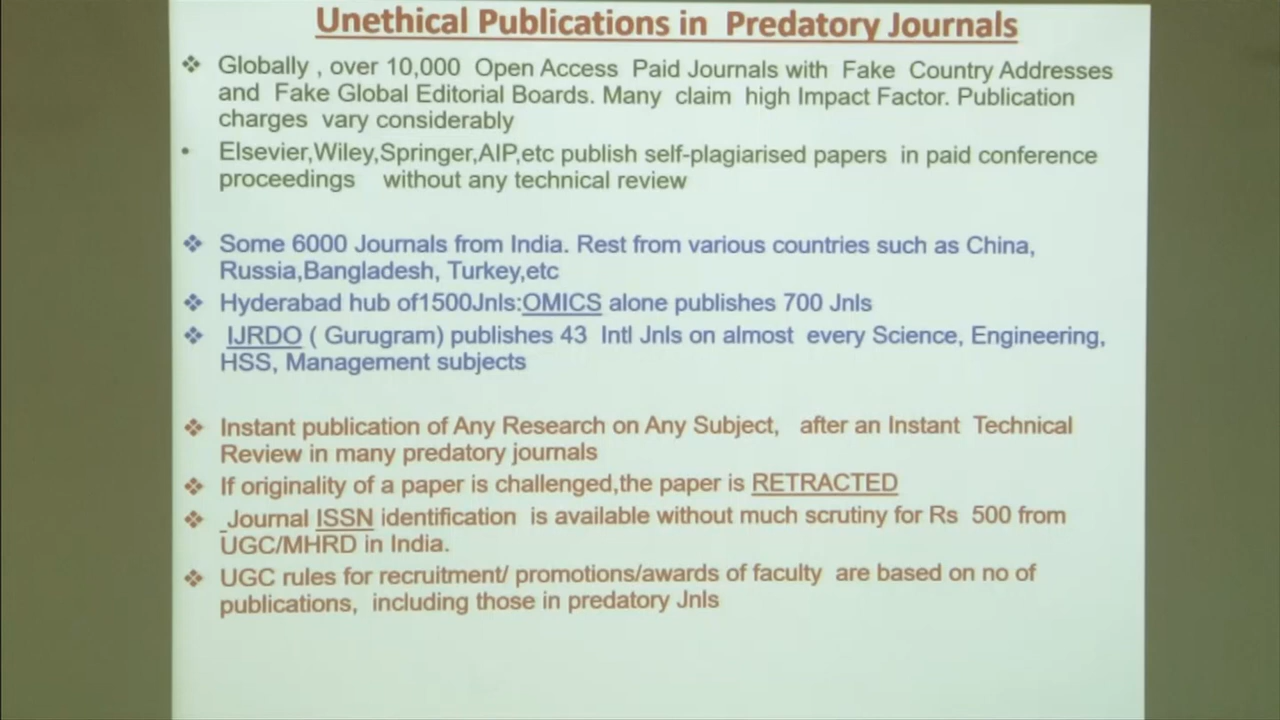 Unethical Publications in Predatory Journals
❖ Globally , over 10,000 Open Access Paid Journals with Fake Country Addresses
and Fake Global Editorial Boards. Many claim high Impact Factor. Publication
charges vary considerably
• Elsevier,Wiley,Springer,AIP,etc publish self-plagiarised papers in paid conference
proceedings without any technical review
❖ Some 6000 Journals from India. Rest from various countries such as China,
Russia,Bangladesh, Turkey,etc
❖ Hyderabad hub of1500Jnls:OMICS alone publishes 700 Jnls
❖ IJRDO ( Gurugram) publishes 43 Intl Jnls on almost every Science, Engineering,
HSS, Management subjects
❖ Instant publication of Any Research on Any Subject, after an Instant Technical
Review in many predatory journals
❖ If originality of a paper is challenged,the paper is RETRACTED
❖ _Journal ISSN identification is available without much scrutiny for Rs 500 from
UGC/MHRD in India.
❖ UGC rules for recruitment/ promotions/awards of faculty are based on no of
publications, including those in predatory Jnls